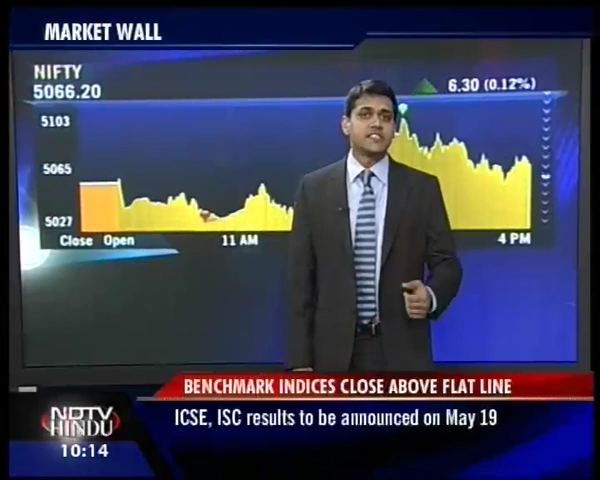 MARKET WALL
NIFTY
5066.20
6.30 (0.12%)
5103
5065
5027
Close Open 11 AM 4 PM
BENCHMARK INDICES CLOSE ABOVE FLAT LINE
NDTV
HINDU
ICSE, ISC results to be announced on May 19
10:14